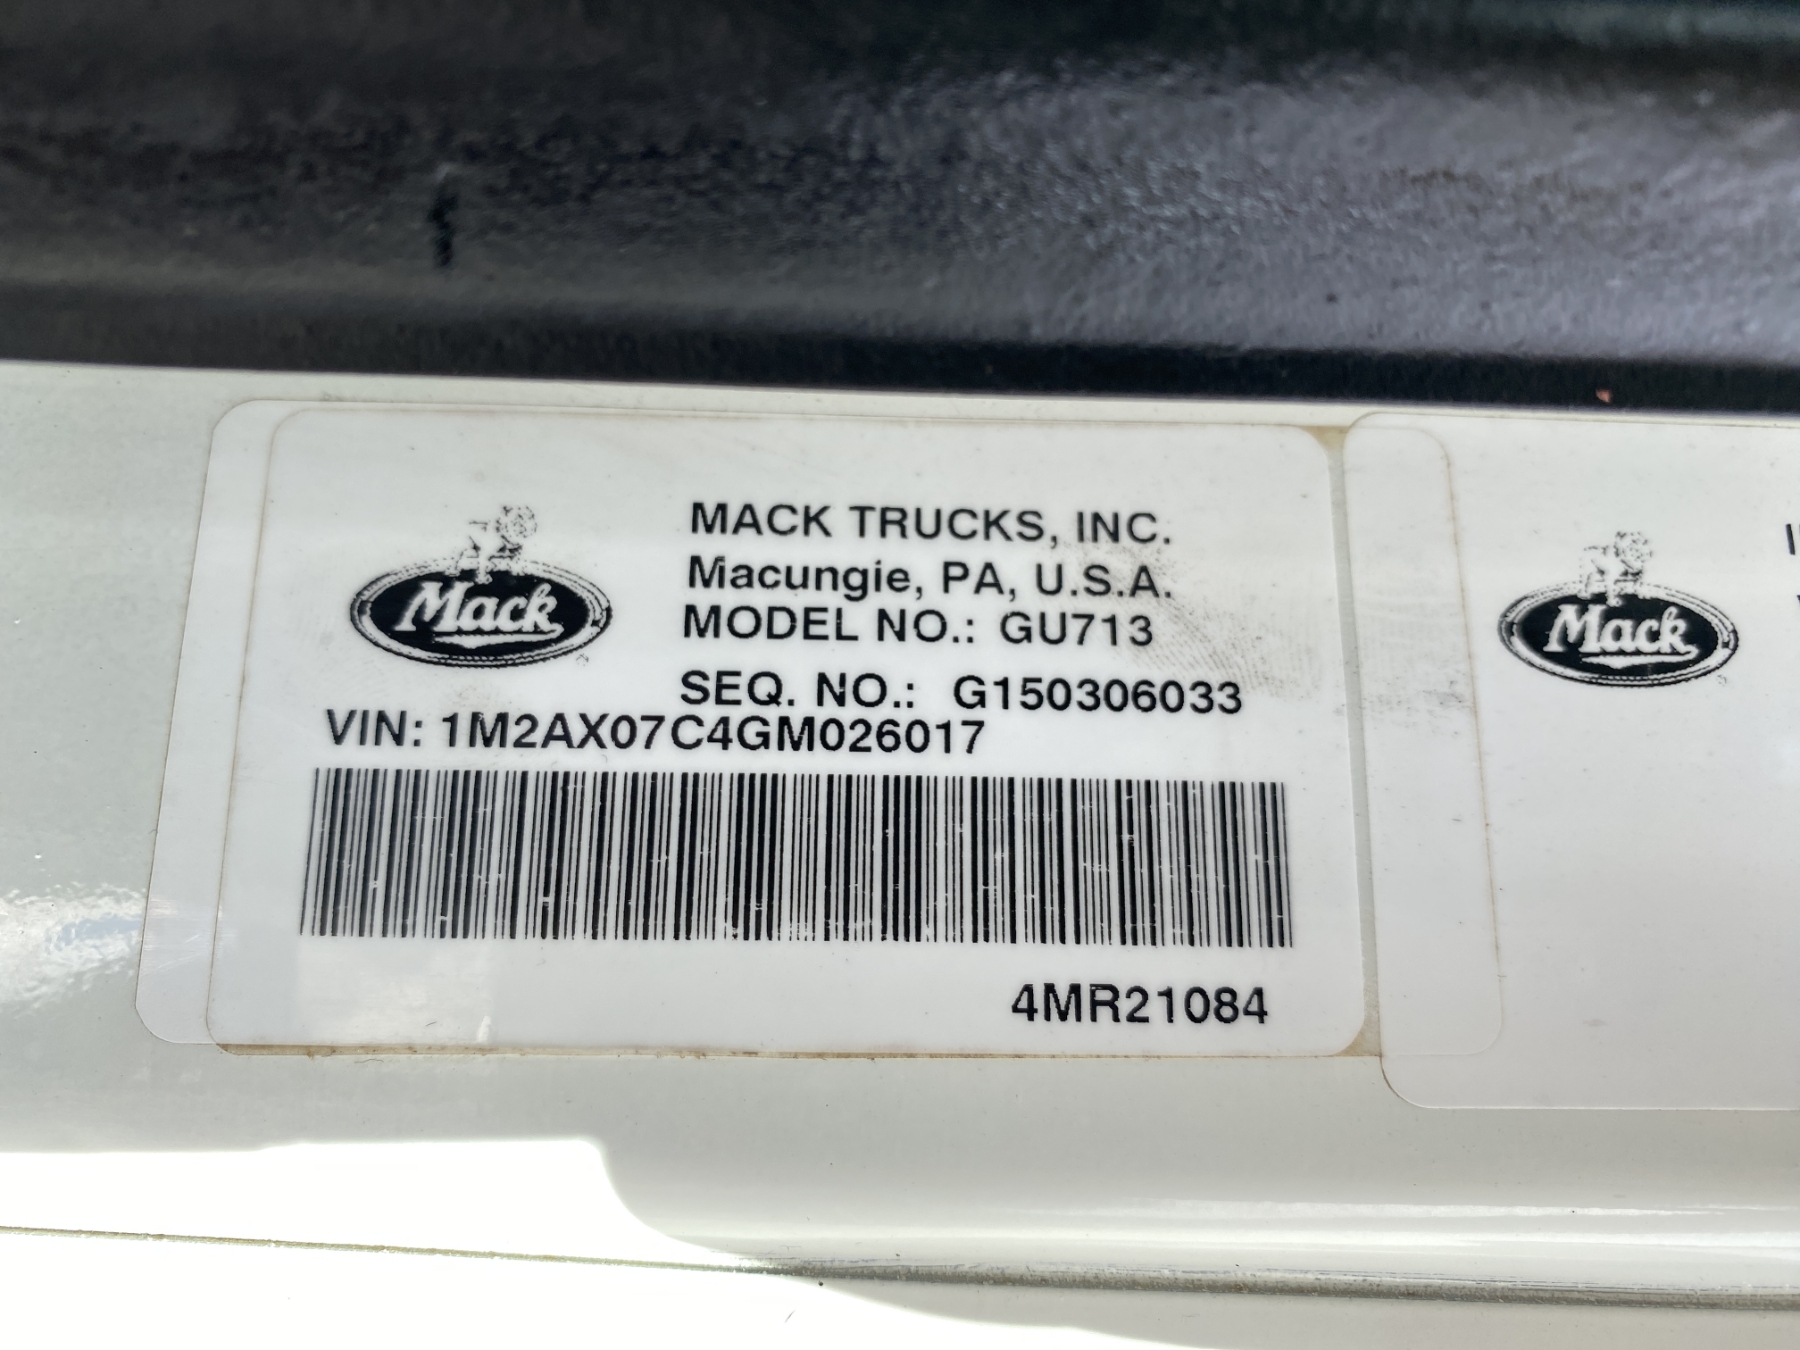 MACK TRUCKS, INC.
Macungie, PA, U.S.A.
MODEL NO.: GU713
SEQ. NO.: G150306033
VIN: 1M2AX07C4GM026017
4MR21084
Mack
Mack